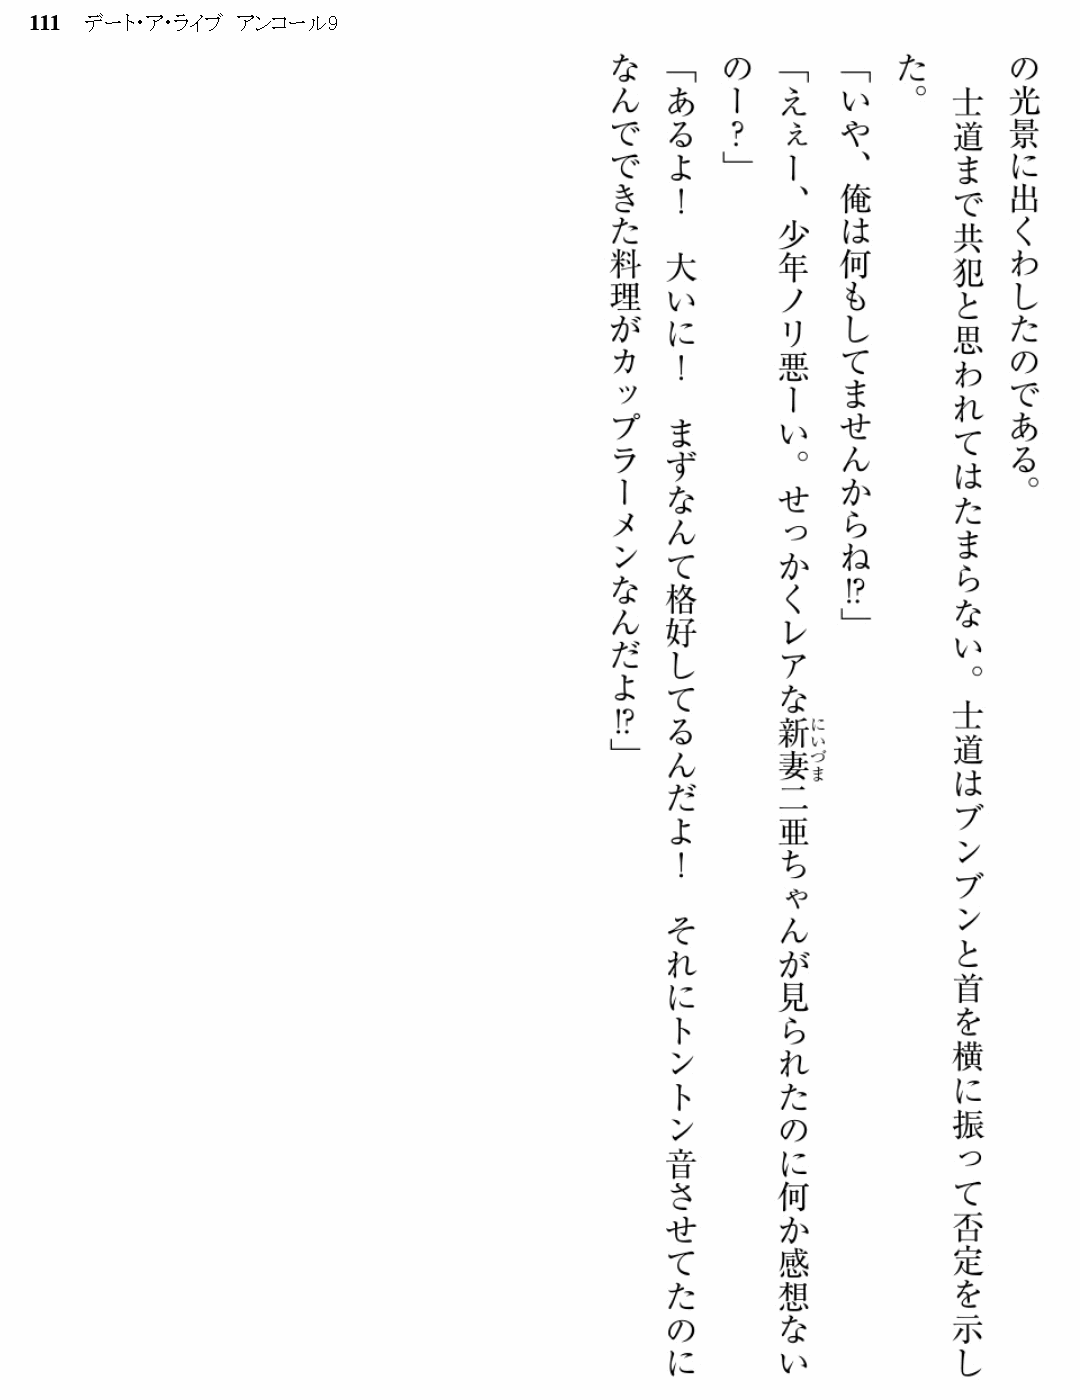 111 デート・ア・ライブ アンコール9
の光景に出くわしたのである。
　士道まで共犯と思われてはたまらない。士道はブンブンと首を横に振って否定を示し
た。
「いや、俺は何もしてませんからね!?」
「えぇー、少年ノリ悪ーい。せっかくレアな新妻二亜ちゃんが見られたのに何か感想ない
にいづま
のー？」
「あるよ！　大いに！　まずなんて格好してるんだよ！　それにトントン音させてたのに
なんでできた料理がカップラーメンなんだよ!?」